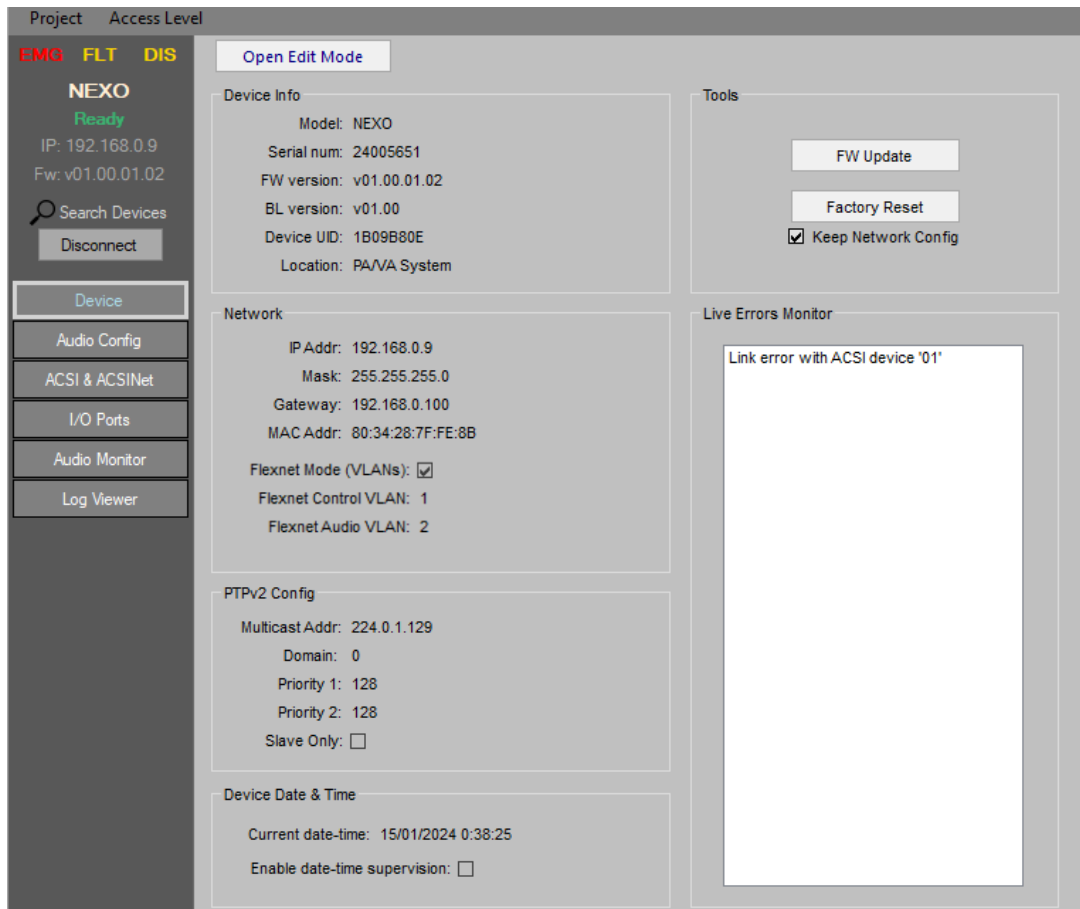 Project Access Level
EMG FLT DIS
NEXO
Ready
IP: 192.168.0.9
Fw: v01.00.01.02
Search Devices
Disconnect
Device
Audio Config
ACSI & ACSINet
I/O Ports
Audio Monitor
Log Viewer
Open Edit Mode
Device Info
Model: NEXO
Serial num: 24005651
FW version: v01.00.01.02
BL version: v01.00
Device UID: 1B09B80E
Location: PA/VA System
Network
IP Addr: 192.168.0.9
Mask: 255.255.255.0
Gateway: 192.168.0.100
MAC Addr: 80:34:28:7F:FE:8B
Flexnet Mode (VLANs):
Flexnet Control VLAN: 1
Flexnet Audio VLAN: 2
PTPv2 Config
Multicast Addr: 224.0.1.129
Domain: 0
Priority 1: 128
Priority 2: 128
Slave Only:
Device Date & Time
Current date-time: 15/01/2024 0:38:25
Enable date-time supervision:
Tools
FW Update
Factory Reset
Keep Network Config
Live Errors Monitor
Link error with ACSI device '01'